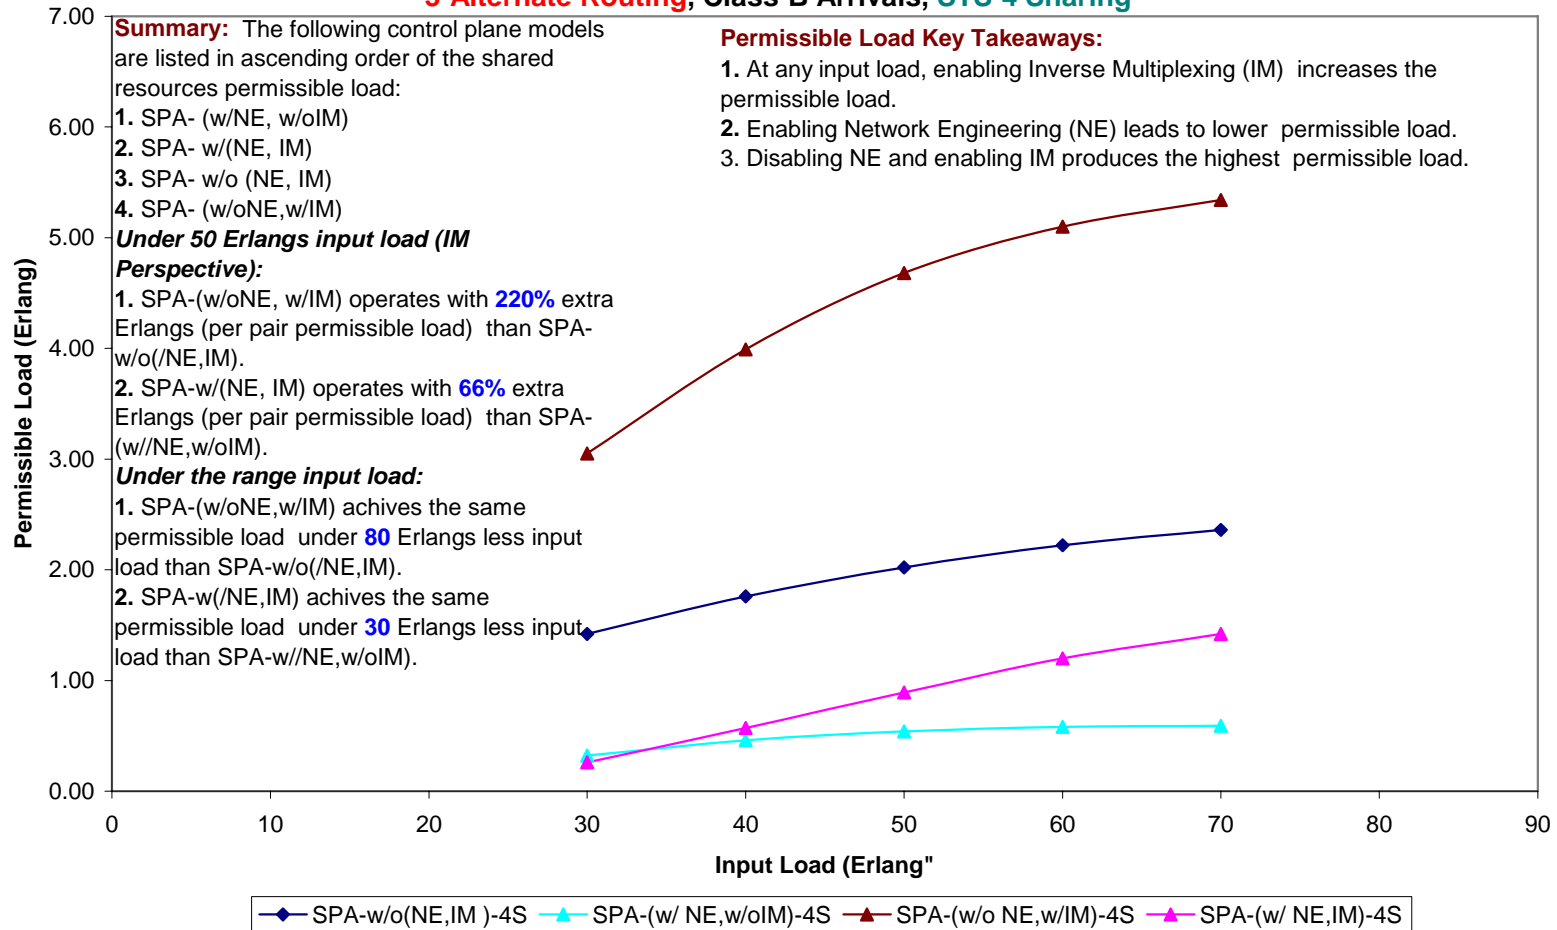 3-Alternate Routing, Class-B Arrivals, STS-4 Sharing
Summary: The following control plane models
are listed in ascending order of the shared
resources permissible load:
1. SPA- (w/NE, w/oIM)
2. SPA- w/(NE, IM)
3. SPA- w/o (NE, IM)
4. SPA- (w/oNE,w/IM)
Under 50 Erlangs input load (IM
Perspective):
1. SPA-(w/oNE, w/IM) operates with 220% extra
Erlangs (per pair permissible load) than SPA-
w/o(/NE,IM).
2. SPA-w/(NE, IM) operates with 66% extra
Erlangs (per pair permissible load) than SPA-
(w//NE,w/oIM).
Under the range input load:
1. SPA-(w/oNE,w/IM) achives the same
permissible load under 80 Erlangs less input
load than SPA-w/o(/NE,IM).
2. SPA-w(/NE,IM) achives the same
permissible load under 30 Erlangs less input
load than SPA-w//NE,w/oIM).
Permissible Load Key Takeaways:
1. At any input load, enabling Inverse Multiplexing (IM) increases the
permissible load.
2. Enabling Network Engineering (NE) leads to lower permissible load.
3. Disabling NE and enabling IM produces the highest permissible load.
Permissible Load (Erlang)
7.00
6.00
5.00
4.00
3.00
2.00
1.00
0.00
0 10 20 30 40 50 60 70 80 90
Input Load (Erlang"
SPA-w/o(NE,IM )-4S SPA-(w/ NE,w/oIM)-4S SPA-(w/o NE,w/IM)-4S SPA-(w/ NE,IM)-4S